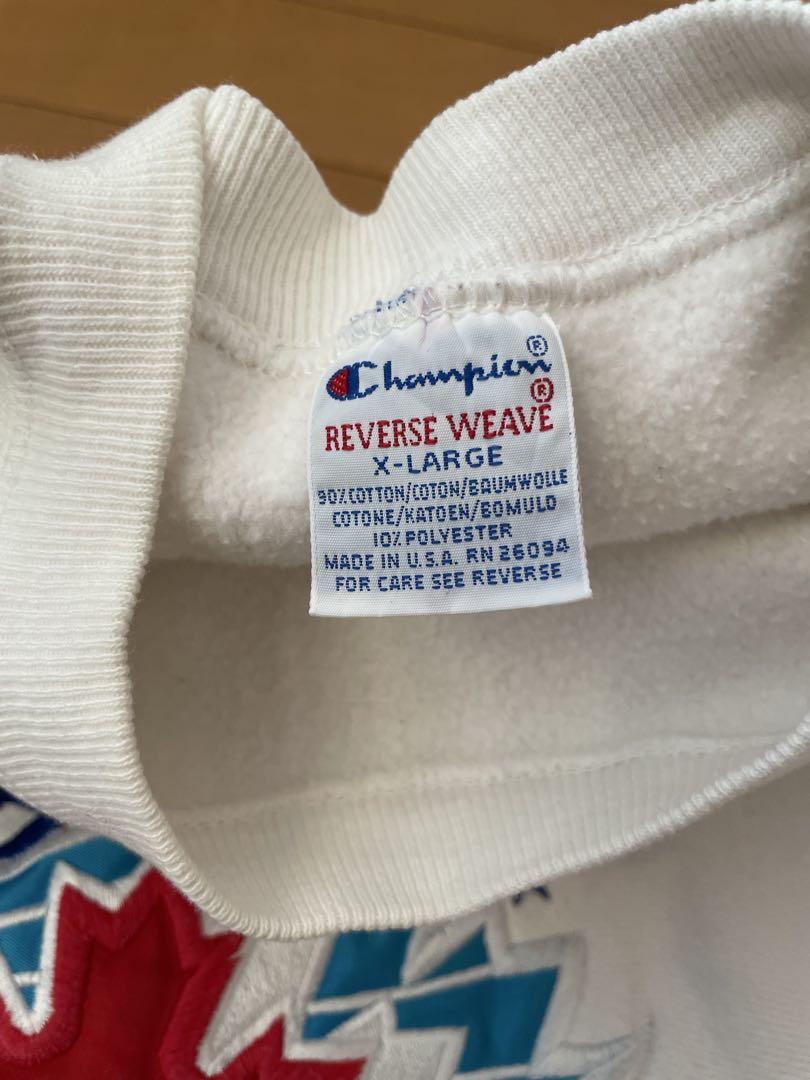 Champion®
REVERSE WEAVE®
X-LARGE
90% COTTON/COTON/BAUMWOLLE
COTONE/KATOEN/BOMULD
10% POLYESTER
MADE IN U.S.A. RN 26094
FOR CARE SEE REVERSE